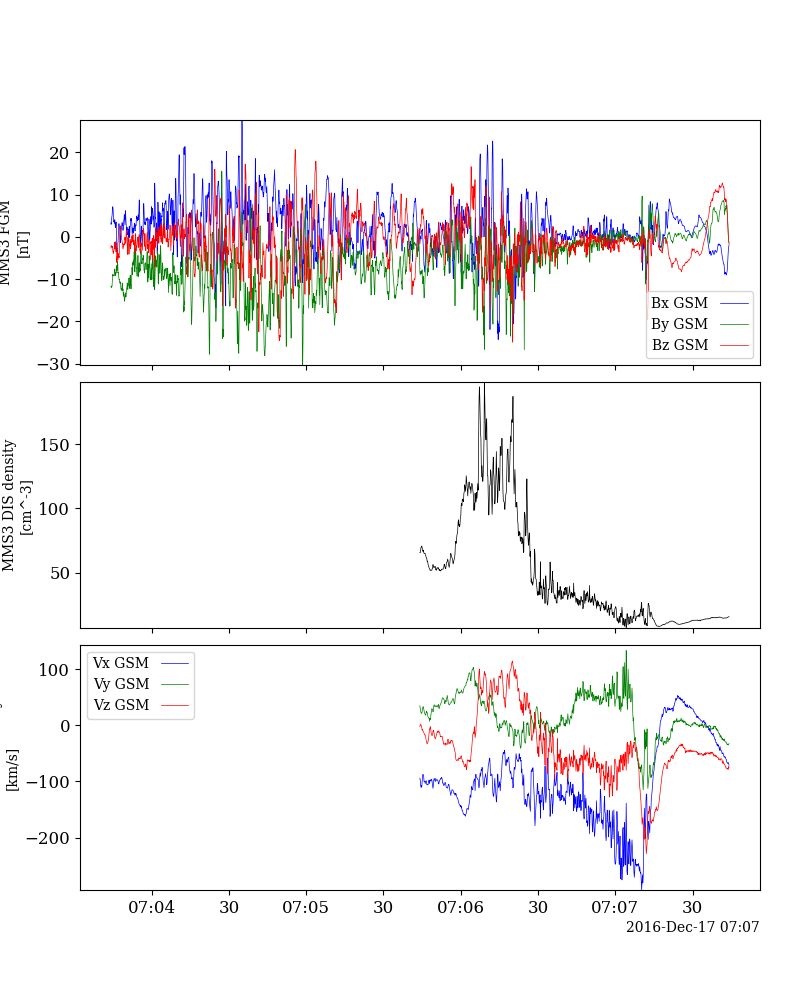 20
10
0
−10
−20
−30
MMS3 FGM
[nT]
Bx GSM
By GSM
Bz GSM
150
100
50
MMS3 DIS density
[cm^-3]
100
0
−100
−200
[km/s]
Vx GSM
Vy GSM
Vz GSM
07:04
30
07:05
30
07:06
30
07:07
30
2016-Dec-17 07:07